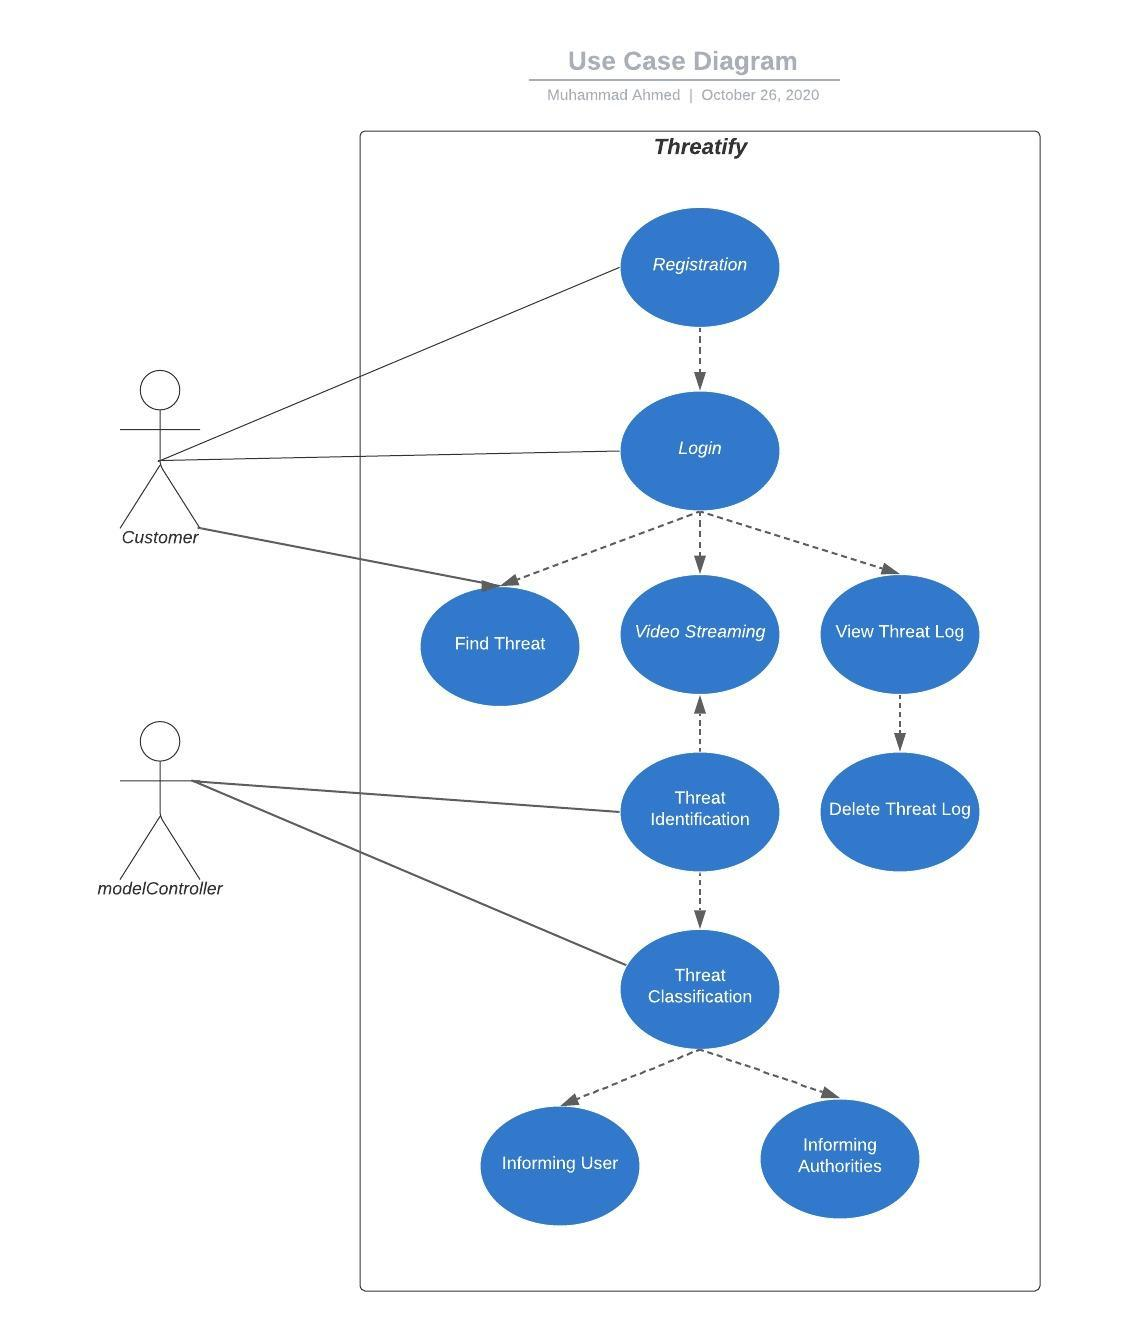 Use Case Diagram
Muhammad Ahmed | October 26, 2020
Threatify
Registration
Login
Customer
Find Threat
Video Streaming
View Threat Log
Threat
Identification
Delete Threat Log
modelController
Threat
Classification
Informing User
Informing
Authorities